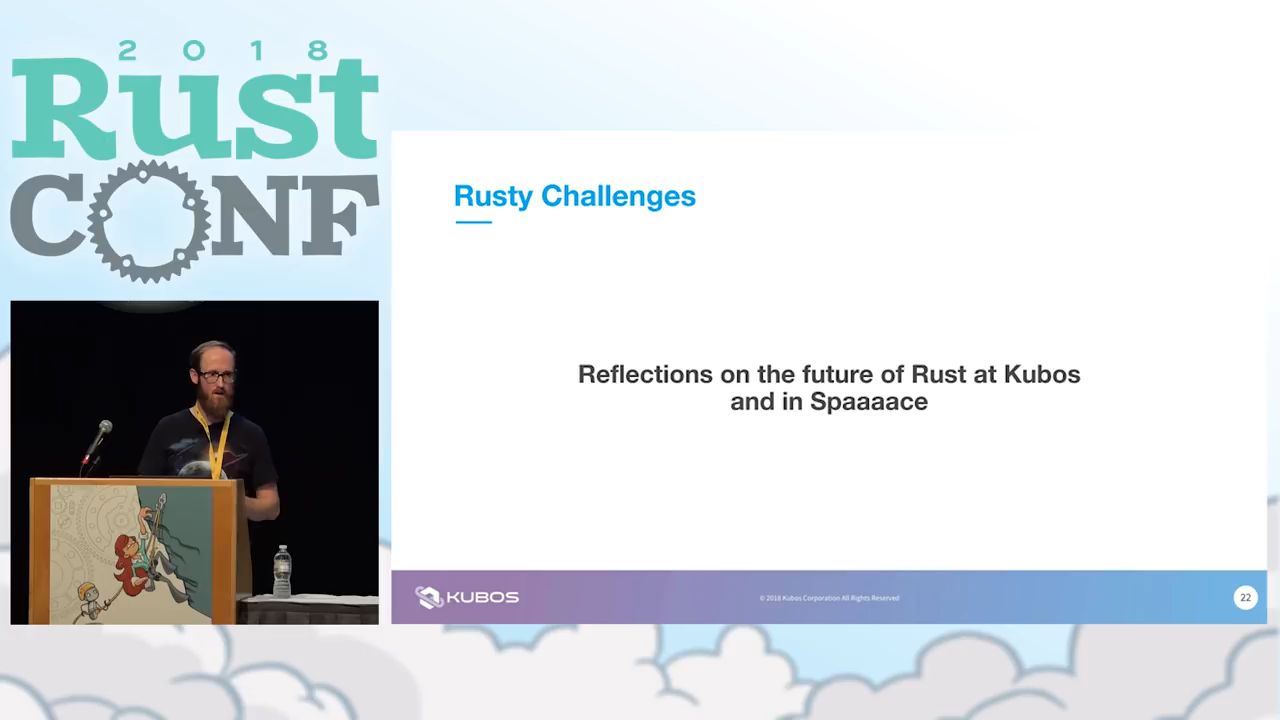 2018
Rust
CONF
Rusty Challenges
Reflections on the future of Rust at Kubos
and in Spaaaace
KUBOS
© 2018 Kubos Corporation All Rights Reserved
22